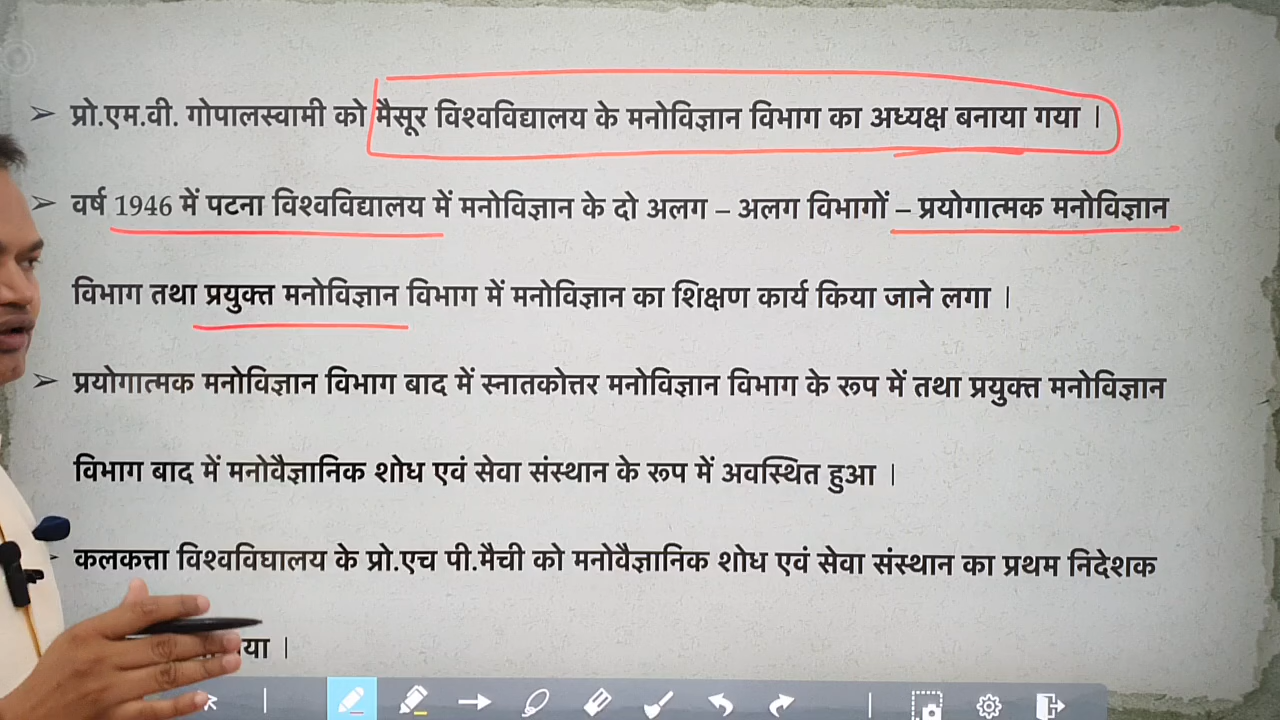 ➢ प्रो.एम.वी. गोपालस्वामी को मैसूर विश्वविद्यालय के मनोविज्ञान विभाग का अध्यक्ष बनाया गया |
➢ वर्ष 1946 में पटना विश्वविद्यालय में मनोविज्ञान के दो अलग – अलग विभागों – प्रयोगात्मक मनोविज्ञान
विभाग तथा प्रयुक्त मनोविज्ञान विभाग में मनोविज्ञान का शिक्षण कार्य किया जाने लगा |
➢ प्रयोगात्मक मनोविज्ञान विभाग बाद में स्नातकोत्तर मनोविज्ञान विभाग के रूप में तथा प्रयुक्त मनोविज्ञान
विभाग बाद में मनोवैज्ञानिक शोध एवं सेवा संस्थान के रूप में अवस्थित हुआ |
कलकत्ता विश्वविघालय के प्रो.एच पी.मैची को मनोवैज्ञानिक शोध एवं सेवा संस्थान का प्रथम निदेशक
|